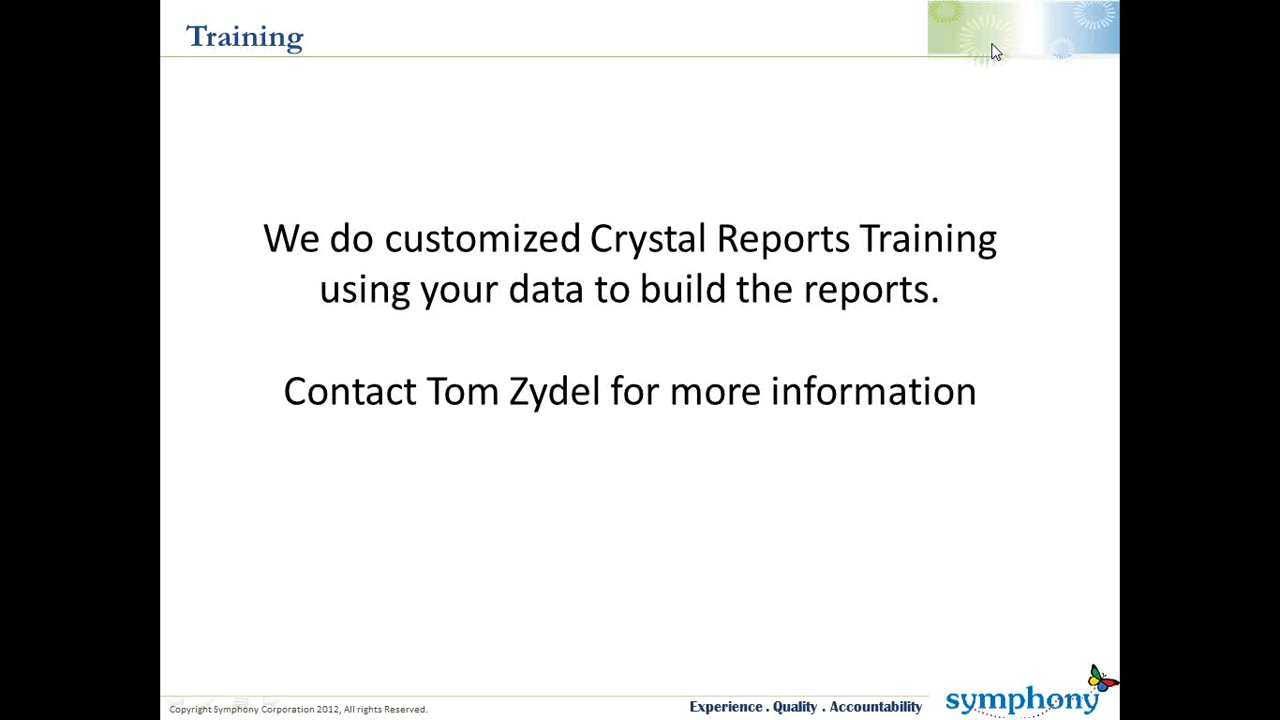 Training
We do customized Crystal Reports Training
using your data to build the reports.
Contact Tom Zydel for more information
Copyright Symphony Corporation 2012, All rights Reserved.
Experience . Quality . Accountability
symphony